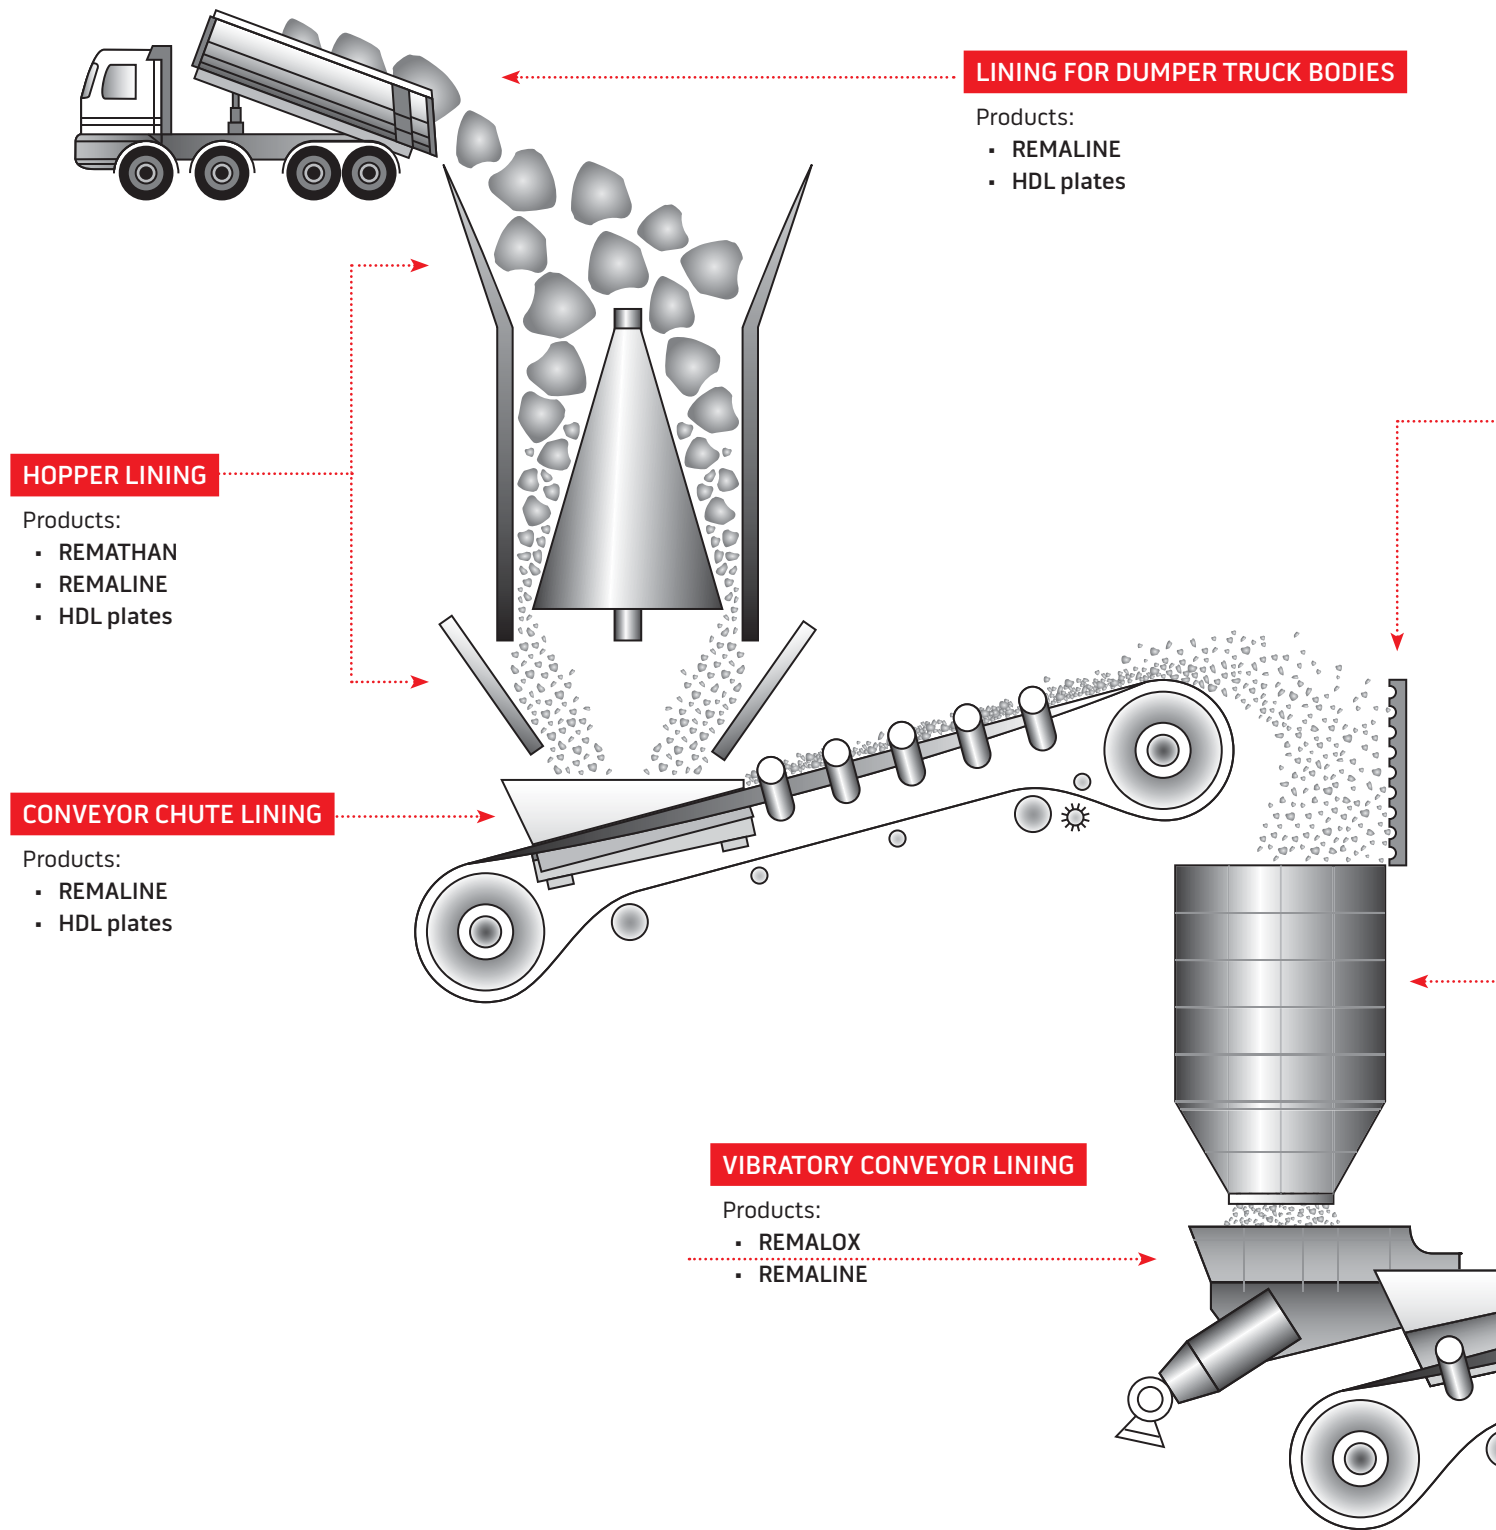 LINING FOR DUMPER TRUCK BODIES
Products:
▪ REMALINE
▪ HDL plates
HOPPER LINING
Products:
▪ REMATHAN
▪ REMALINE
▪ HDL plates
CONVEYOR CHUTE LINING
Products:
▪ REMALINE
▪ HDL plates
VIBRATORY CONVEYOR LINING
Products:
▪ REMALOX
▪ REMALINE